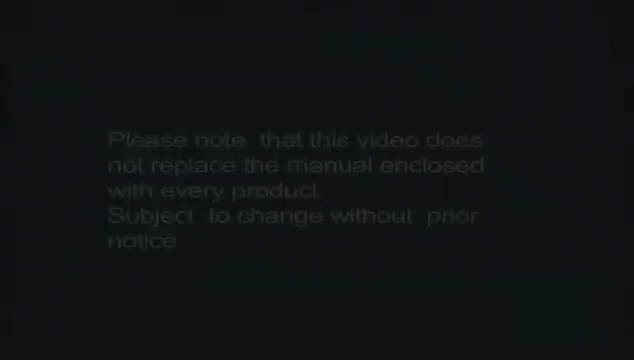 Please note that this video does
not replace the manual enclosed
with every product.
Subject to change without prior
notice.